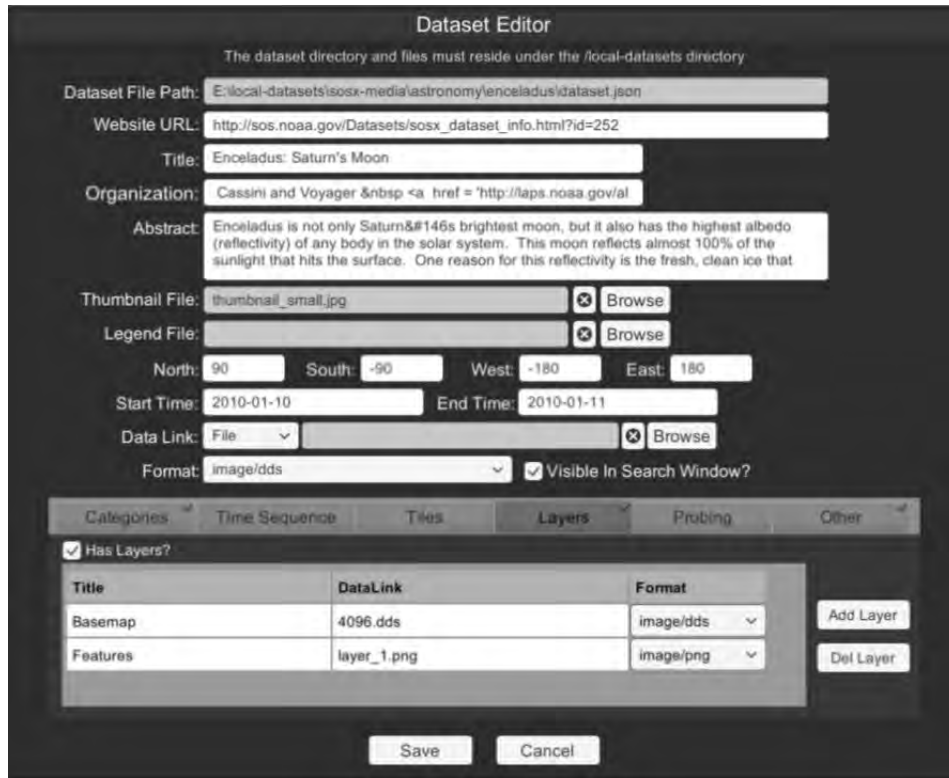 Dataset Editor
The dataset directory and files must reside under the /local-datasets directory
Dataset File Path: E:\local-datasets\sosx-media\astronomy\enceladus\dataset.json
Website URL: http://sos.noaa.gov/Datasets/sosx_dataset_info.html?id=252
Title: Enceladus: Saturn's Moon
Organization: Cassini and Voyager &nbsp <a href = 'http://laps.noaa.gov/al
Abstract: Enceladus is not only Saturn&#146s brightest moon, but it also has the highest albedo
(reflectivity) of any body in the solar system. This moon reflects almost 100% of the
sunlight that hits the surface. One reason for this reflectivity is the fresh, clean ice that
Thumbnail File: thumbnail_small.jpg Browse
Legend File: Browse
North: 90 South: -90 West: -180 East: 180
Start Time: 2010-01-10 End Time: 2010-01-11
Data Link: File Browse
Format: image/dds Visible In Search Window?
Categories Time Sequence Tiles Layers Probing Other
Has Layers?
Title DataLink Format
Basemap 4096.dds image/dds Add Layer
Features layer_1.png image/png Del Layer
Save Cancel